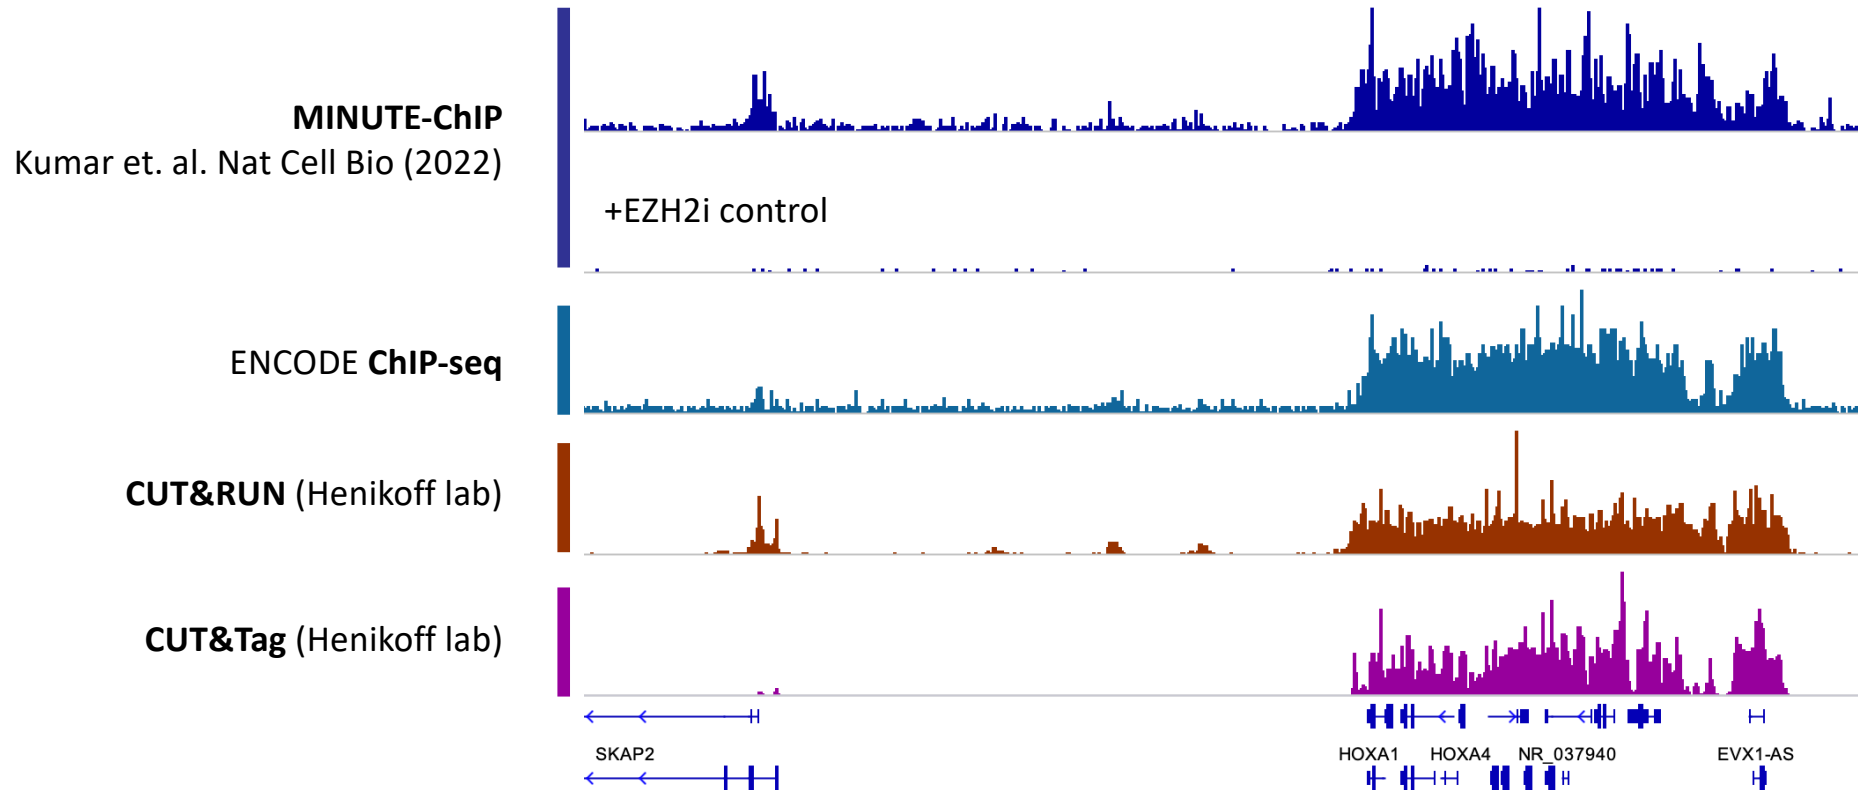 MINUTE-ChIP
Kumar et. al. Nat Cell Bio (2022)
+EZH2i control
ENCODE ChIP-seq
CUT&RUN (Henikoff lab)
CUT&Tag (Henikoff lab)
SKAP2 HOXA1 HOXA4 NR_037940 EVX1-AS